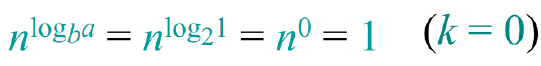 n^{log_b a} = n^{log_2 1} = n^0 = 1 (k = 0)